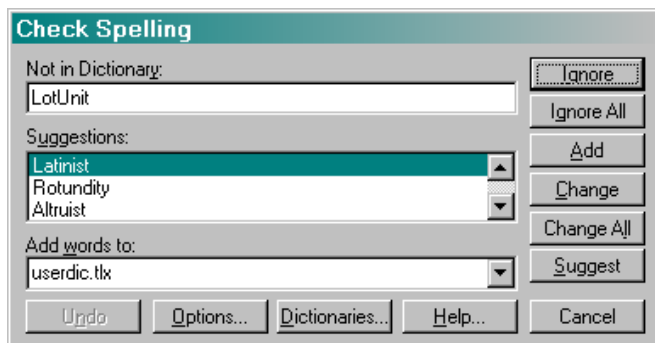 Check Spelling
Not in Dictionary:
LotUnit
Suggestions:
Latinist
Rotundity
Altruist
Add words to:
userdic.tlx
Ignore
Ignore All
Add
Change
Change All
Suggest
Undo
Options...
Dictionaries...
Help...
Cancel